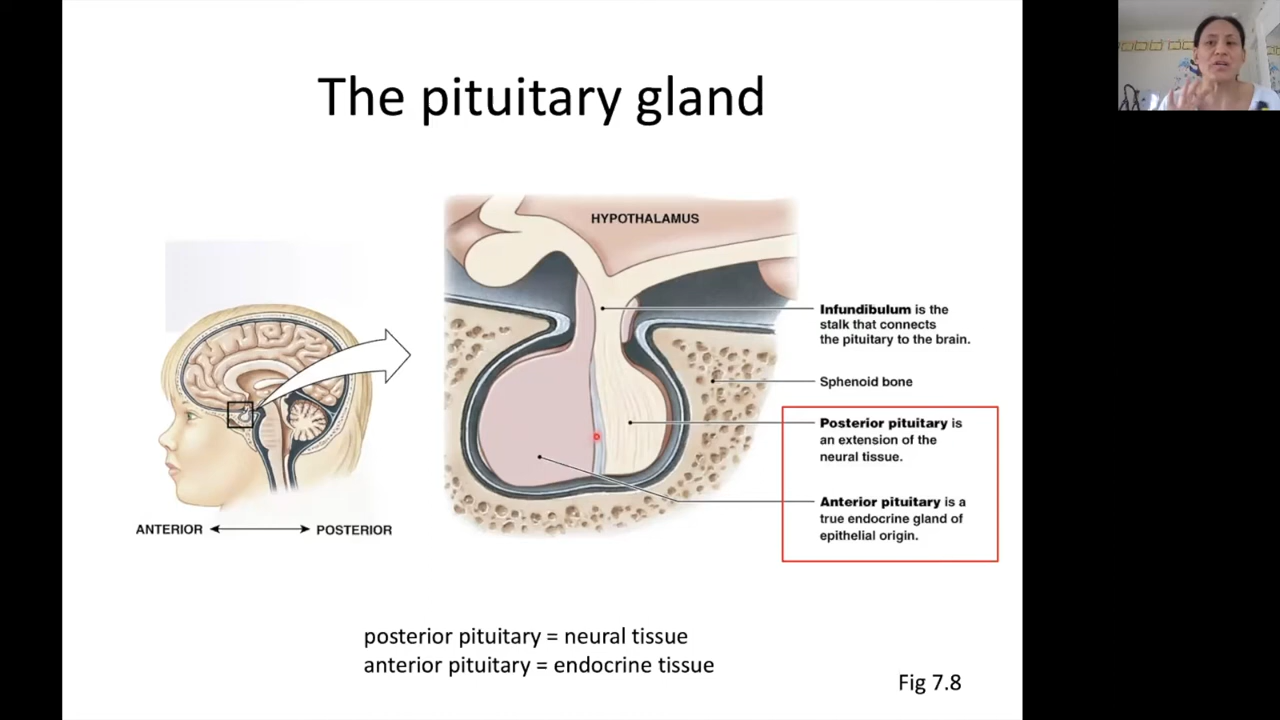 The pituitary gland
HYPOTHALAMUS
Infundibulum is the
stalk that connects
the pituitary to the brain.
Sphenoid bone
Posterior pituitary is
an extension of the
neural tissue.
Anterior pituitary is a
true endocrine gland of
epithelial origin.
ANTERIOR POSTERIOR
posterior pituitary = neural tissue
anterior pituitary = endocrine tissue
Fig 7.8